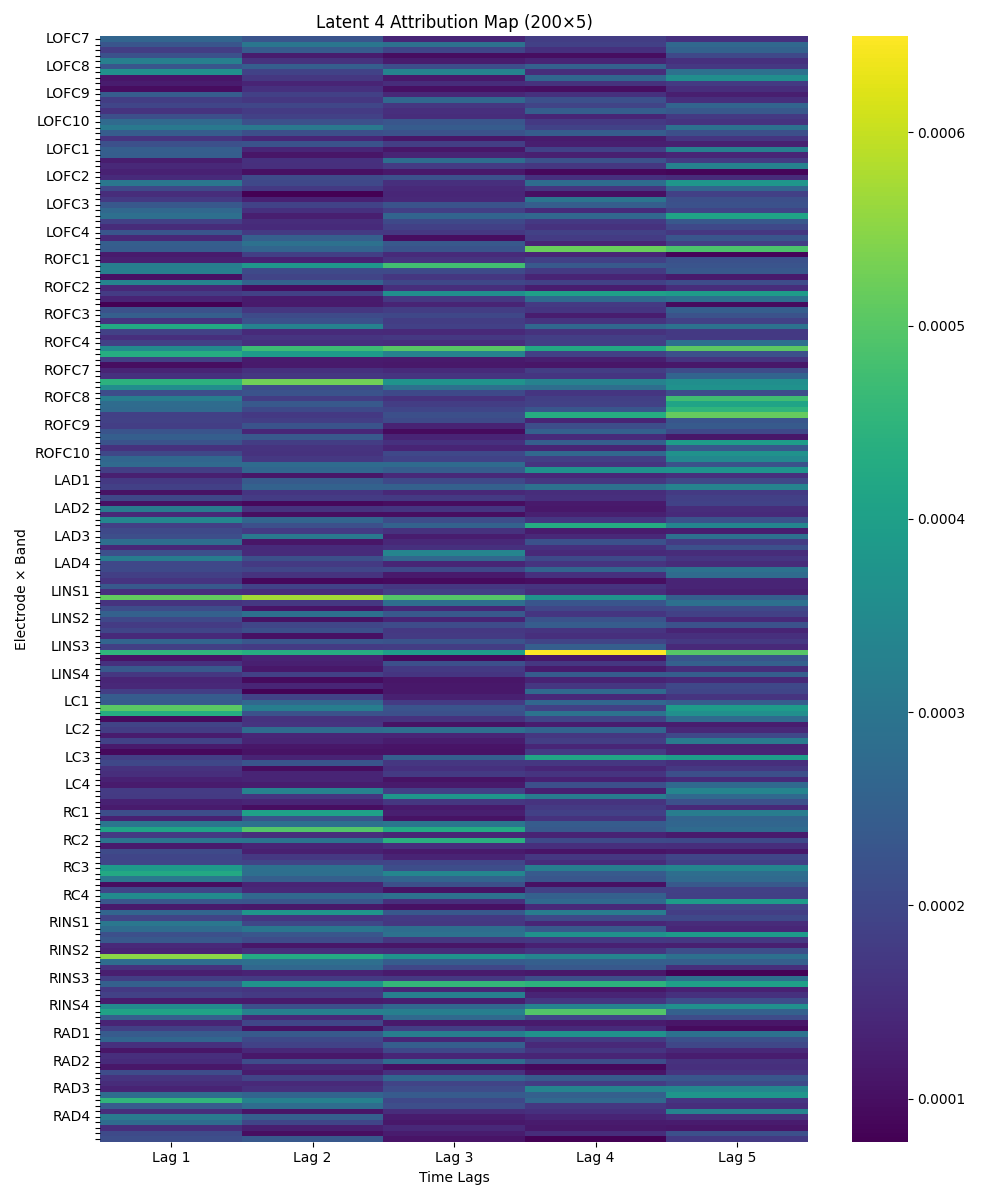 Latent 4 Attribution Map (200×5)
LOFC7
LOFC8
LOFC9
LOFC10
LOFC1
LOFC2
LOFC3
LOFC4
ROFC1
ROFC2
ROFC3
ROFC4
ROFC7
ROFC8
ROFC9
ROFC10
LAD1
LAD2
LAD3
LAD4
LINS1
LINS2
LINS3
LINS4
LC1
LC2
LC3
LC4
RC1
RC2
RC3
RC4
RINS1
RINS2
RINS3
RINS4
RAD1
RAD2
RAD3
RAD4
Electrode × Band
Lag 1 Lag 2 Lag 3 Lag 4 Lag 5
Time Lags
0.0006
0.0005
0.0004
0.0003
0.0002
0.0001